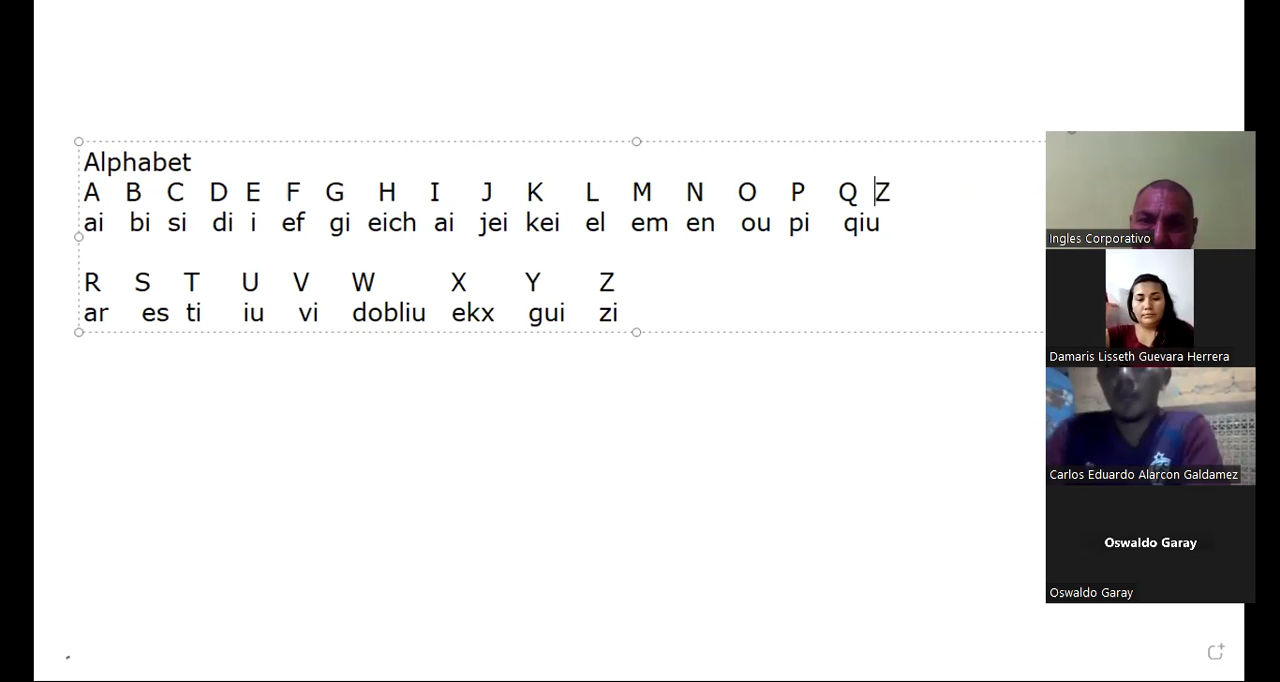 Alphabet
A B C D E F G H I J K L M N O P Q Z
ai bi si di i ef gi eich ai jei kei el em en ou pi qiu
R S T U V W X Y Z
ar es ti iu vi dobliu ekx gui zi
Ingles Corporativo
Damaris Lisseth Guevara Herrera
Carlos Eduardo Alarcon Galdamez
Oswaldo Garay
Oswaldo Garay